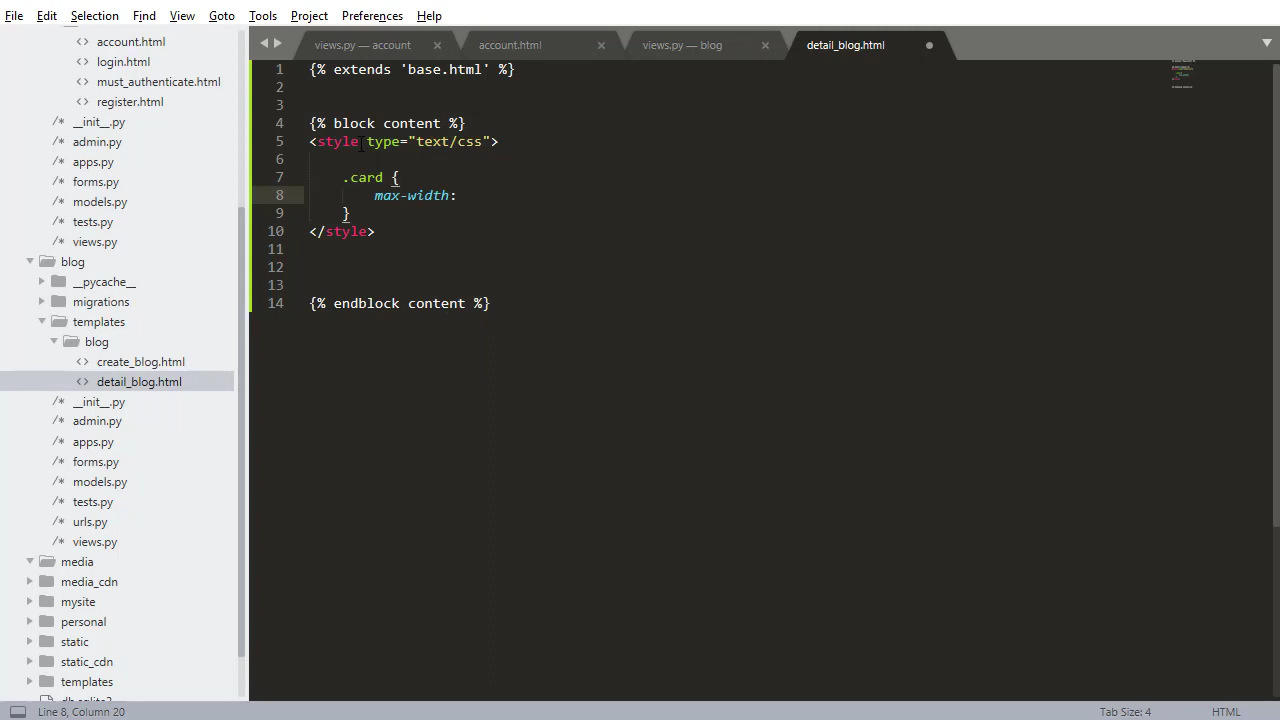 File Edit Selection Find View Goto Tools Project Preferences Help
views.py — account × account.html × views.py — blog × detail_blog.html
<> account.html
<> login.html
<> must_authenticate.html
<> register.html
/* __init__.py
/* admin.py
/* apps.py
/* forms.py
/* models.py
/* tests.py
/* views.py
blog
__pycache__
migrations
templates
blog
<> create_blog.html
<> detail_blog.html
/* __init__.py
/* admin.py
/* apps.py
/* forms.py
/* models.py
/* tests.py
/* urls.py
/* views.py
media
media_cdn
mysite
personal
static
static_cdn
templates
db.sqlite3
1 {% extends 'base.html' %}
2
3
4 {% block content %}
5 <style type="text/css">
6
7 .card {
8 max-width:
9 }
10 </style>
11
12
13
14 {% endblock content %}
Line 8, Column 20 Tab Size: 4 HTML